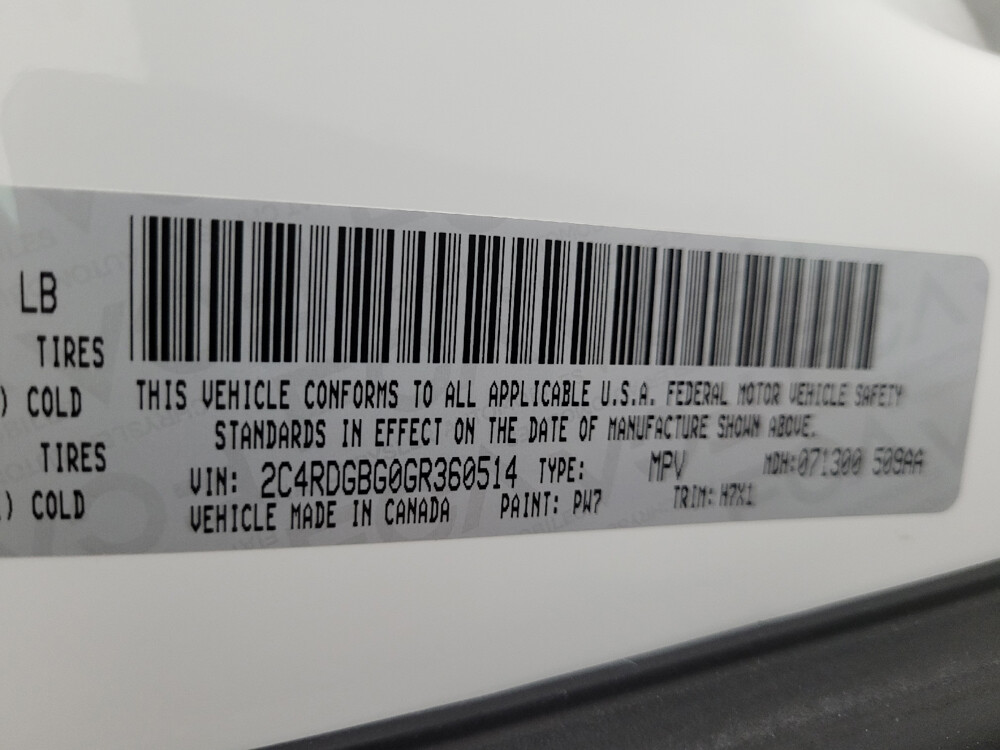 LB
TIRES
) COLD
TIRES
) COLD
THIS VEHICLE CONFORMS TO ALL APPLICABLE U.S.A. FEDERAL MOTOR VEHICLE SAFETY
STANDARDS IN EFFECT ON THE DATE OF MANUFACTURE SHOWN ABOVE.
VIN: 2C4RDGBG0GR360514 TYPE: MPV MDH:071300 509AA
VEHICLE MADE IN CANADA PAINT: PW7 TRIM: H7X1